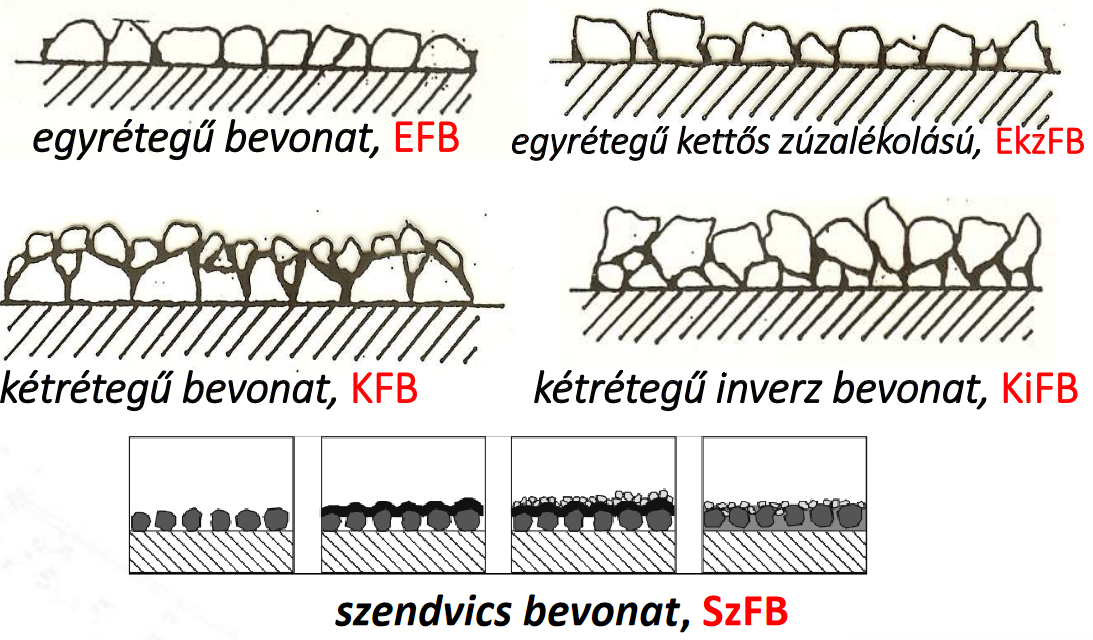 egyrétegű bevonat, EFB
egyrétegű kettős zúzalékolású, EkzFB
kétrétegű bevonat, KFB
kétrétegű inverz bevonat, KiFB
szendvics bevonat, SzFB